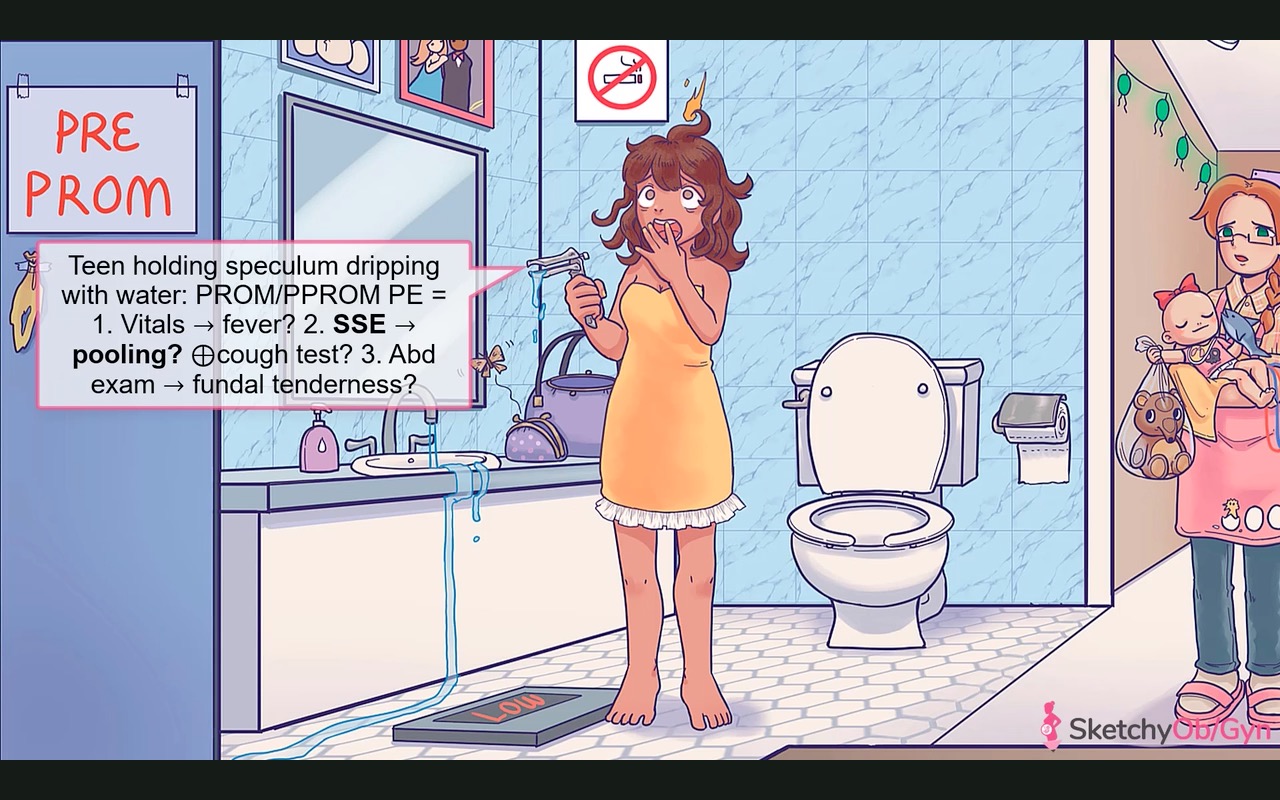 PRE
PROM
Teen holding speculum dripping
with water: PROM/PPROM PE =
1. Vitals → fever? 2. SSE →
pooling? ⊕cough test? 3. Abd
exam → fundal tenderness?
LOW
SketchyOb/Gyn